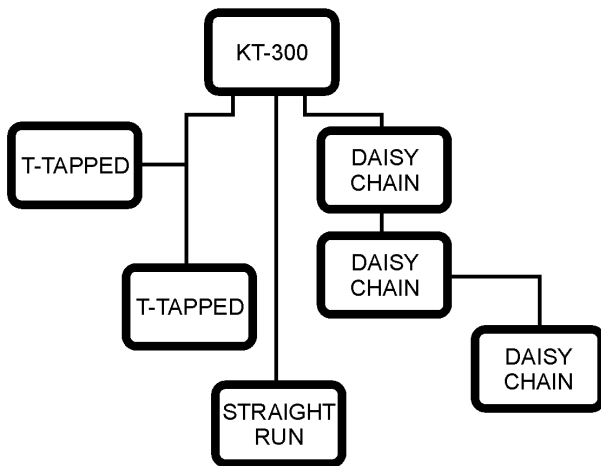 KT-300
T-TAPPED
DAISY
CHAIN
DAISY
CHAIN
T-TAPPED
DAISY
CHAIN
STRAIGHT
RUN